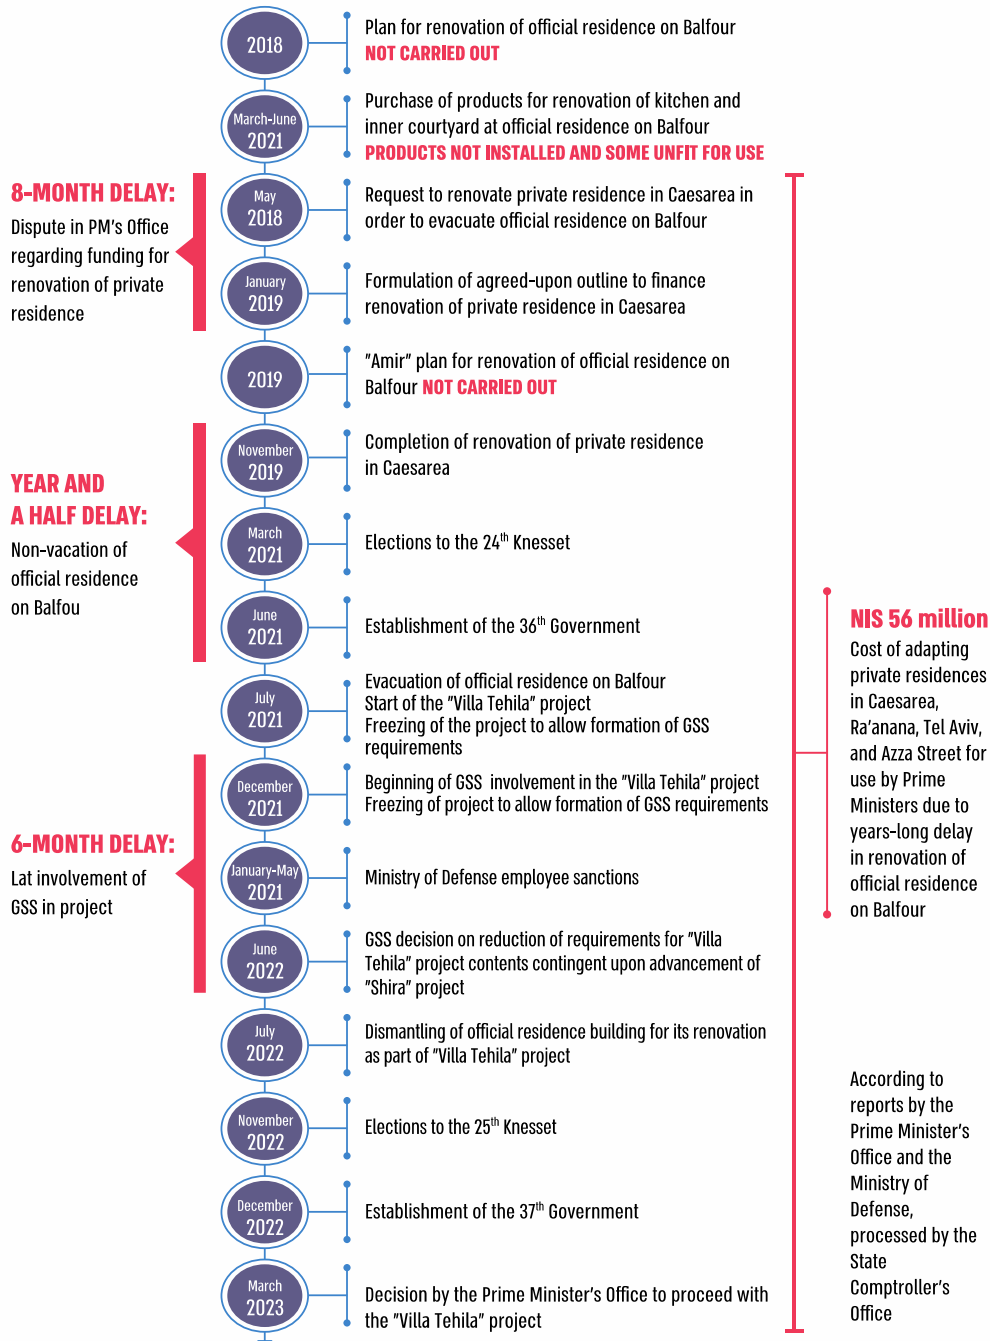 2018
Plan for renovation of official residence on Balfour
NOT CARRIED OUT
March-June
2021
Purchase of products for renovation of kitchen and
inner courtyard at official residence on Balfour
PRODUCTS NOT INSTALLED AND SOME UNFIT FOR USE
8-MONTH DELAY:
Dispute in PM's Office
regarding funding for
renovation of private
residence
May
2018
Request to renovate private residence in Caesarea in
order to evacuate official residence on Balfour
January
2019
Formulation of agreed-upon outline to finance
renovation of private residence in Caesarea
2019
"Amir" plan for renovation of official residence on
Balfour NOT CARRIED OUT
YEAR AND
A HALF DELAY:
Non-vacation of
official residence
on Balfou
November
2019
Completion of renovation of private residence
in Caesarea
March
2021
Elections to the 24th Knesset
June
2021
Establishment of the 36th Government
July
2021
Evacuation of official residence on Balfour
Start of the "Villa Tehila" project
Freezing of the project to allow formation of GSS
requirements
6-MONTH DELAY:
Lat involvement of
GSS in project
December
2021
Beginning of GSS involvement in the "Villa Tehila" project
Freezing of project to allow formation of GSS requirements
January-May
2021
Ministry of Defense employee sanctions
June
2022
GSS decision on reduction of requirements for "Villa
Tehila" project contents contingent upon advancement of
"Shira" project
July
2022
Dismantling of official residence building for its renovation
as part of "Villa Tehila" project
November
2022
Elections to the 25th Knesset
December
2022
Establishment of the 37th Government
March
2023
Decision by the Prime Minister's Office to proceed with
the "Villa Tehila" project
NIS 56 million
Cost of adapting
private residences
in Caesarea,
Ra'anana, Tel Aviv,
and Azza Street for
use by Prime
Ministers due to
years-long delay
in renovation of
official residence
on Balfour
According to
reports by the
Prime Minister's
Office and the
Ministry of
Defense,
processed by the
State
Comptroller's
Office